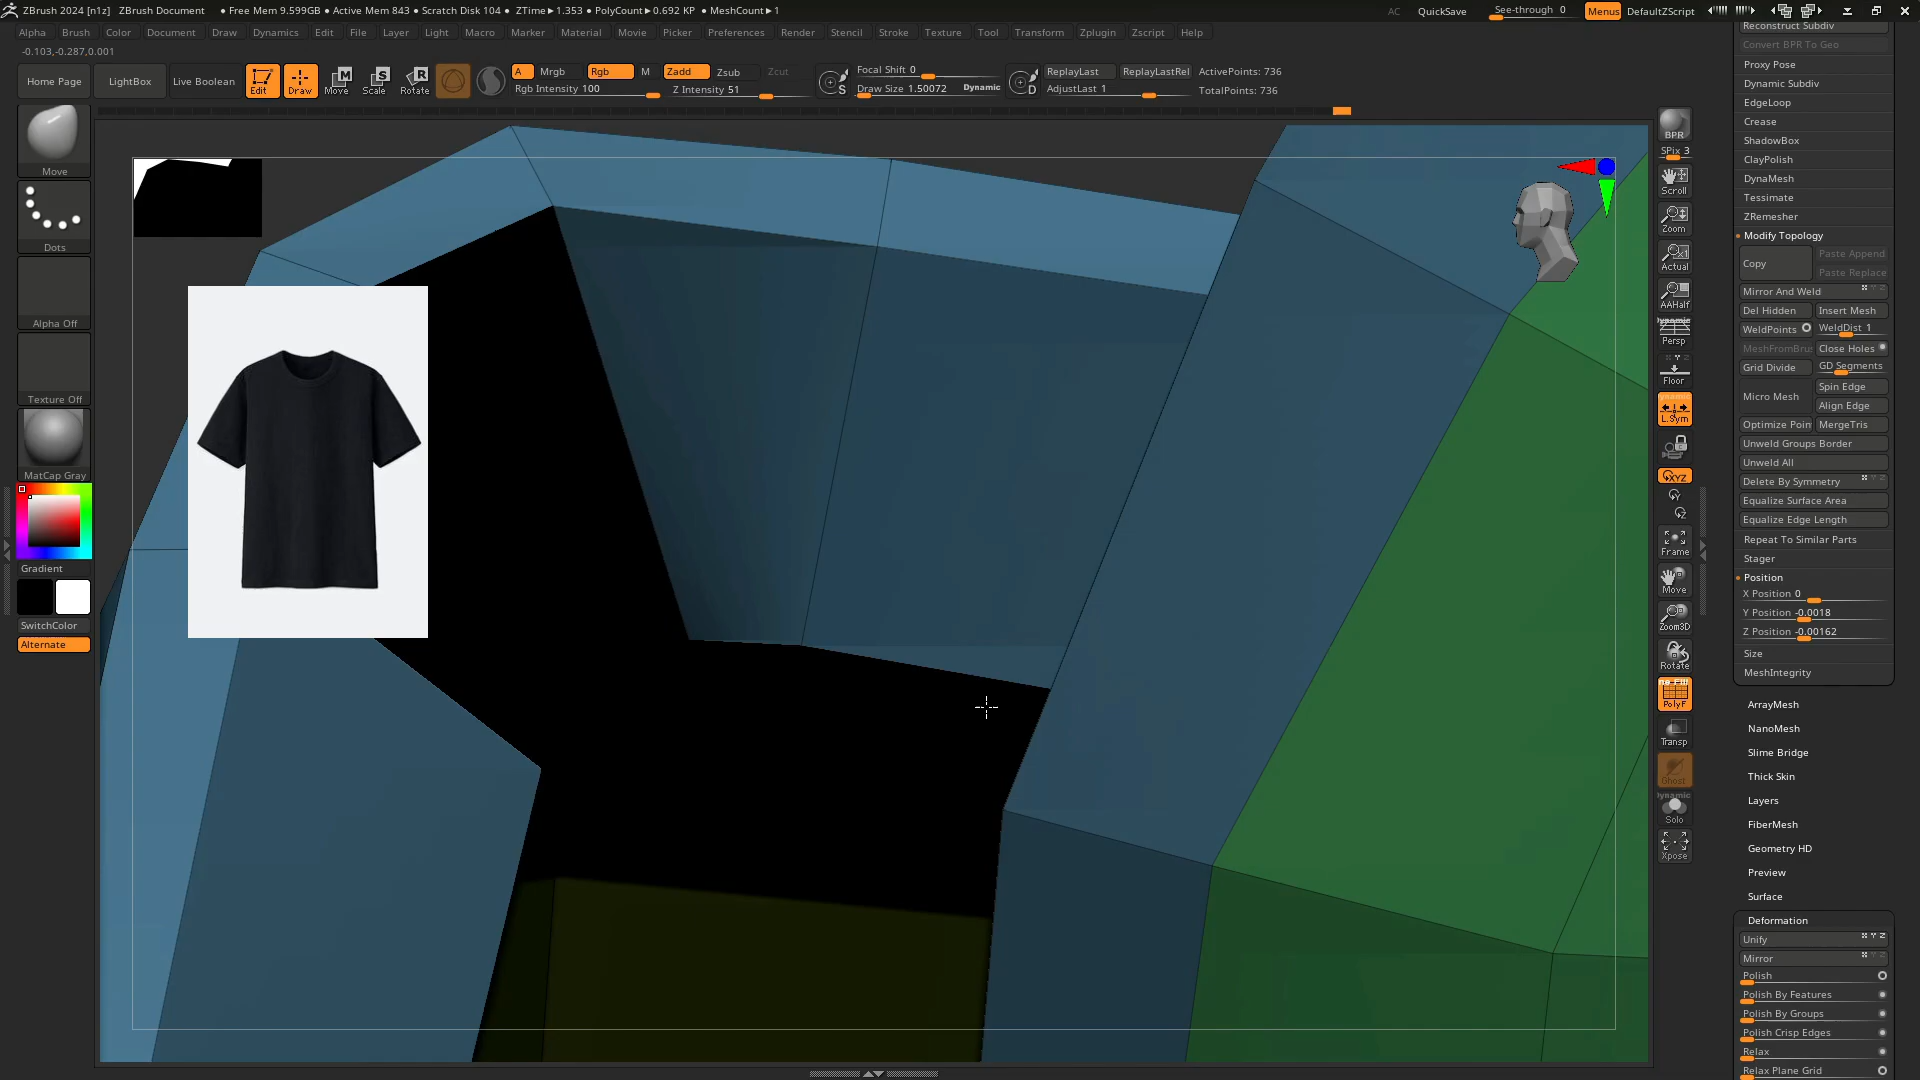 ZBrush 2024 [n1z] ZBrush Document • Free Mem 9.599GB • Active Mem 843 • Scratch Disk 104 • ZTime►1.353 • PolyCount►0.692 KP • MeshCount►1 AC QuickSave See-through 0 Menus DefaultZScript
Alpha Brush Color Document Draw Dynamics Edit File Layer Light Macro Marker Material Movie Picker Preferences Render Stencil Stroke Texture Tool Transform Zplugin Zscript Help
-0.103,-0.287,0.001
Home Page LightBox Live Boolean Edit Draw Move Scale Rotate
A Mrgb Rgb M Zadd Zsub Zcut
Rgb Intensity 100 Z Intensity 51
Focal Shift 0
Draw Size 1.50072 Dynamic
S D
ReplayLast ReplayLastRel ActivePoints: 736
AdjustLast 1 TotalPoints: 736
Move
Dots
Alpha Off
Texture Off
MatCap Gray
Gradient
SwitchColor
Alternate
BPR
SPix 3
Scroll
Zoom
Actual
AAHalf
Dynamic
Persp
Floor
L.Sym
XYZ
Frame
Move
Zoom3D
Rotate
PolyF
Transp
Ghost
Dynamic
Solo
Xpose
Reconstruct Subdiv
Convert BPR To Geo
Proxy Pose
Dynamic Subdiv
EdgeLoop
Crease
ShadowBox
ClayPolish
DynaMesh
Tessimate
ZRemesher
Modify Topology
Copy Paste Append
Paste Replace
Mirror And Weld
Del Hidden Insert Mesh
WeldPoints WeldDist 1
MeshFromBru Close Holes
Grid Divide GD Segments
Micro Mesh Spin Edge
Align Edge
Optimize Poin MergeTris
Unweld Groups Border
Unweld All
Delete By Symmetry
Equalize Surface Area
Equalize Edge Length
Repeat To Similar Parts
Stager
Position
X Position 0
Y Position -0.0018
Z Position -0.00162
Size
MeshIntegrity
ArrayMesh
NanoMesh
Slime Bridge
Thick Skin
Layers
FiberMesh
Geometry HD
Preview
Surface
Deformation
Unify
Mirror
Polish
Polish By Features
Polish By Groups
Polish Crisp Edges
Relax
Relax Plane Grid